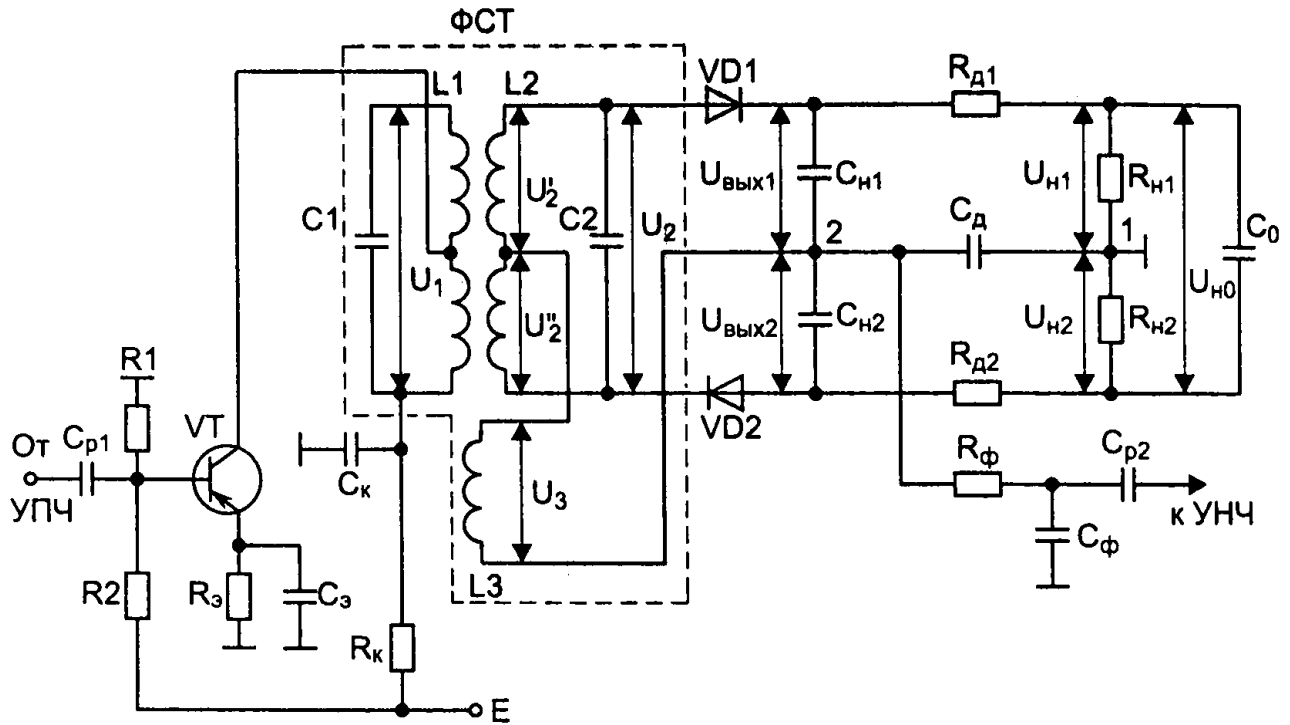 ФСТ
L1
L2
VD1
Rд1
C1
U1
U2'
U2''
C2
U2
Uвых1
Cн1
Uн1
Rн1
2
Cд
1
C0
Uн0
Uвых2
Cн2
Uн2
Rн2
Rд2
VD2
R1
От
УПЧ
Cр1
VT
Cк
U3
L3
Rф
Cр2
к УНЧ
Cф
R2
Rэ
Cэ
Rк
E